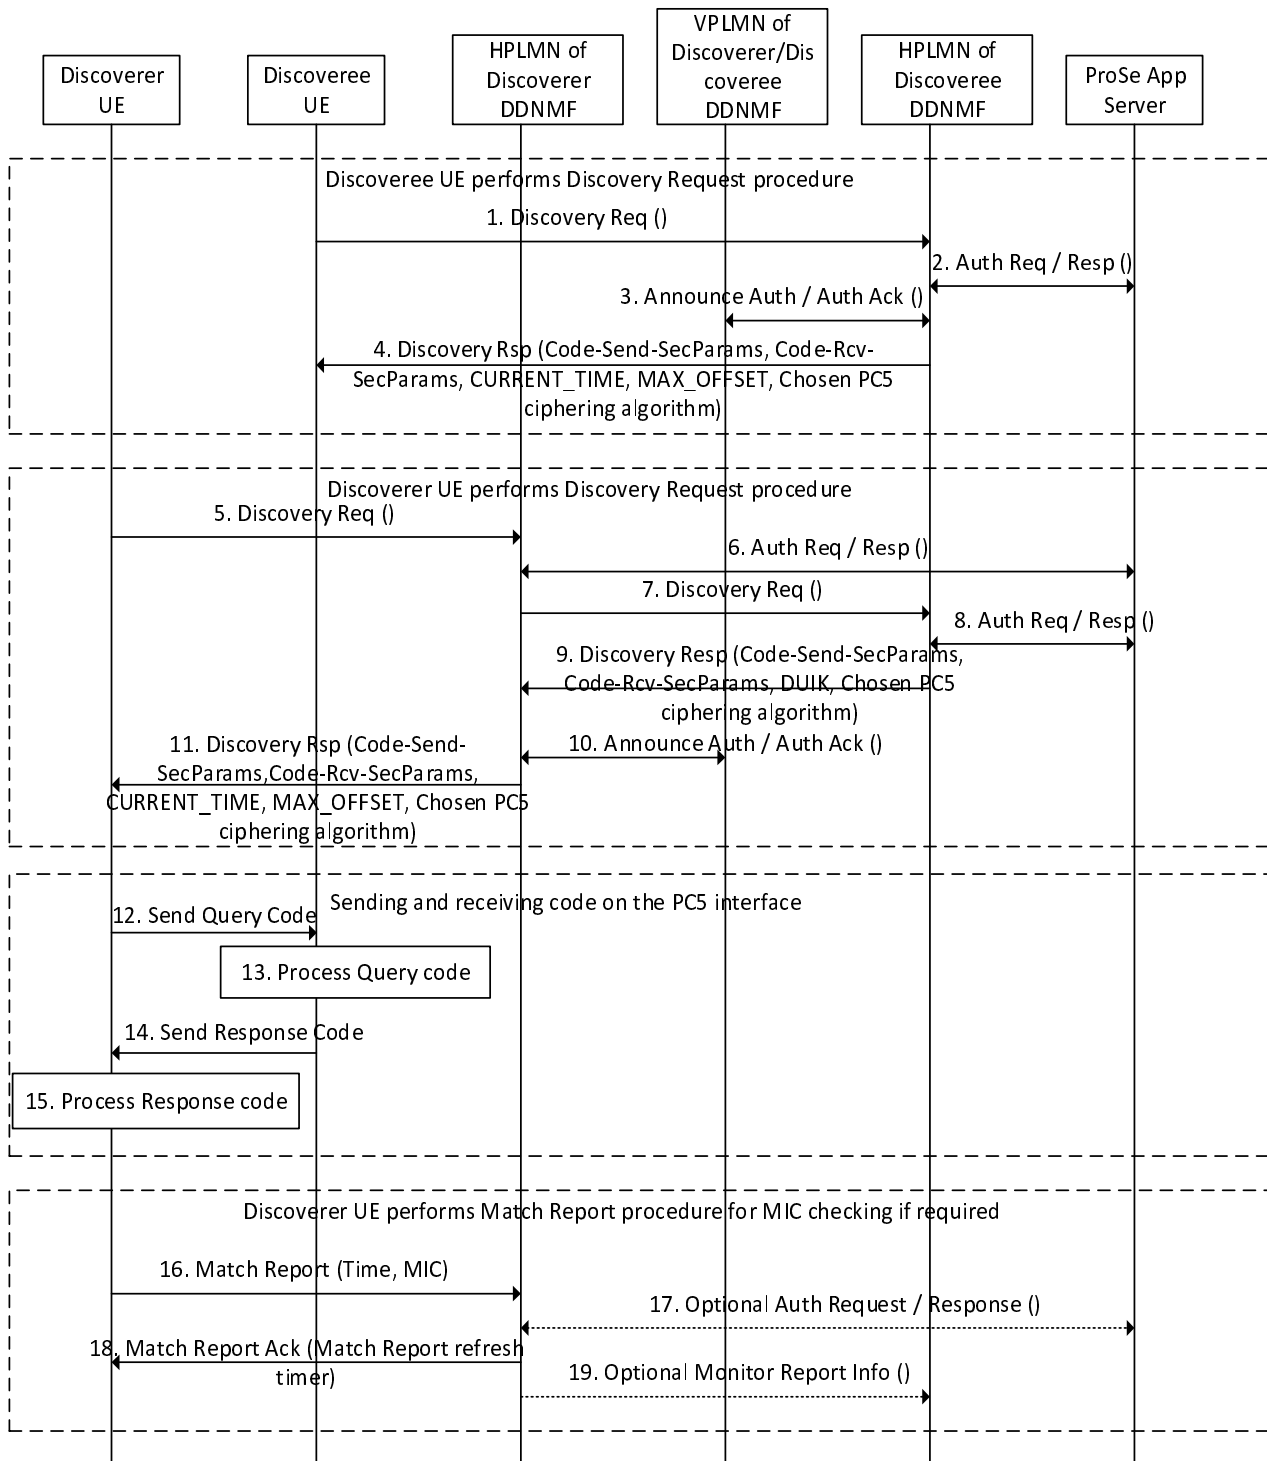 Discoverer
UE
Discoveree
UE
HPLMN of
Discoverer
DDNMF
VPLMN of
Discoverer/Dis
coveree
DDNMF
HPLMN of
Discoveree
DDNMF
ProSe App
Server
Discoveree UE performs Discovery Request procedure
1. Discovery Req ()
2. Auth Req / Resp ()
3. Announce Auth / Auth Ack ()
4. Discovery Rsp (Code-Send-SecParams, Code-Rcv-
SecParams, CURRENT_TIME, MAX_OFFSET, Chosen PC5
ciphering algorithm)
Discoverer UE performs Discovery Request procedure
5. Discovery Req ()
6. Auth Req / Resp ()
7. Discovery Req ()
8. Auth Req / Resp ()
9. Discovery Resp (Code-Send-SecParams,
Code-Rcv-SecParams, DUIK, Chosen PC5
ciphering algorithm)
10. Announce Auth / Auth Ack ()
11. Discovery Rsp (Code-Send-
SecParams,Code-Rcv-SecParams,
CURRENT_TIME, MAX_OFFSET, Chosen PC5
ciphering algorithm)
Sending and receiving code on the PC5 interface
12. Send Query Code
13. Process Query code
14. Send Response Code
15. Process Response code
Discoverer UE performs Match Report procedure for MIC checking if required
16. Match Report (Time, MIC)
17. Optional Auth Request / Response ()
18. Match Report Ack (Match Report refresh
timer)
19. Optional Monitor Report Info ()